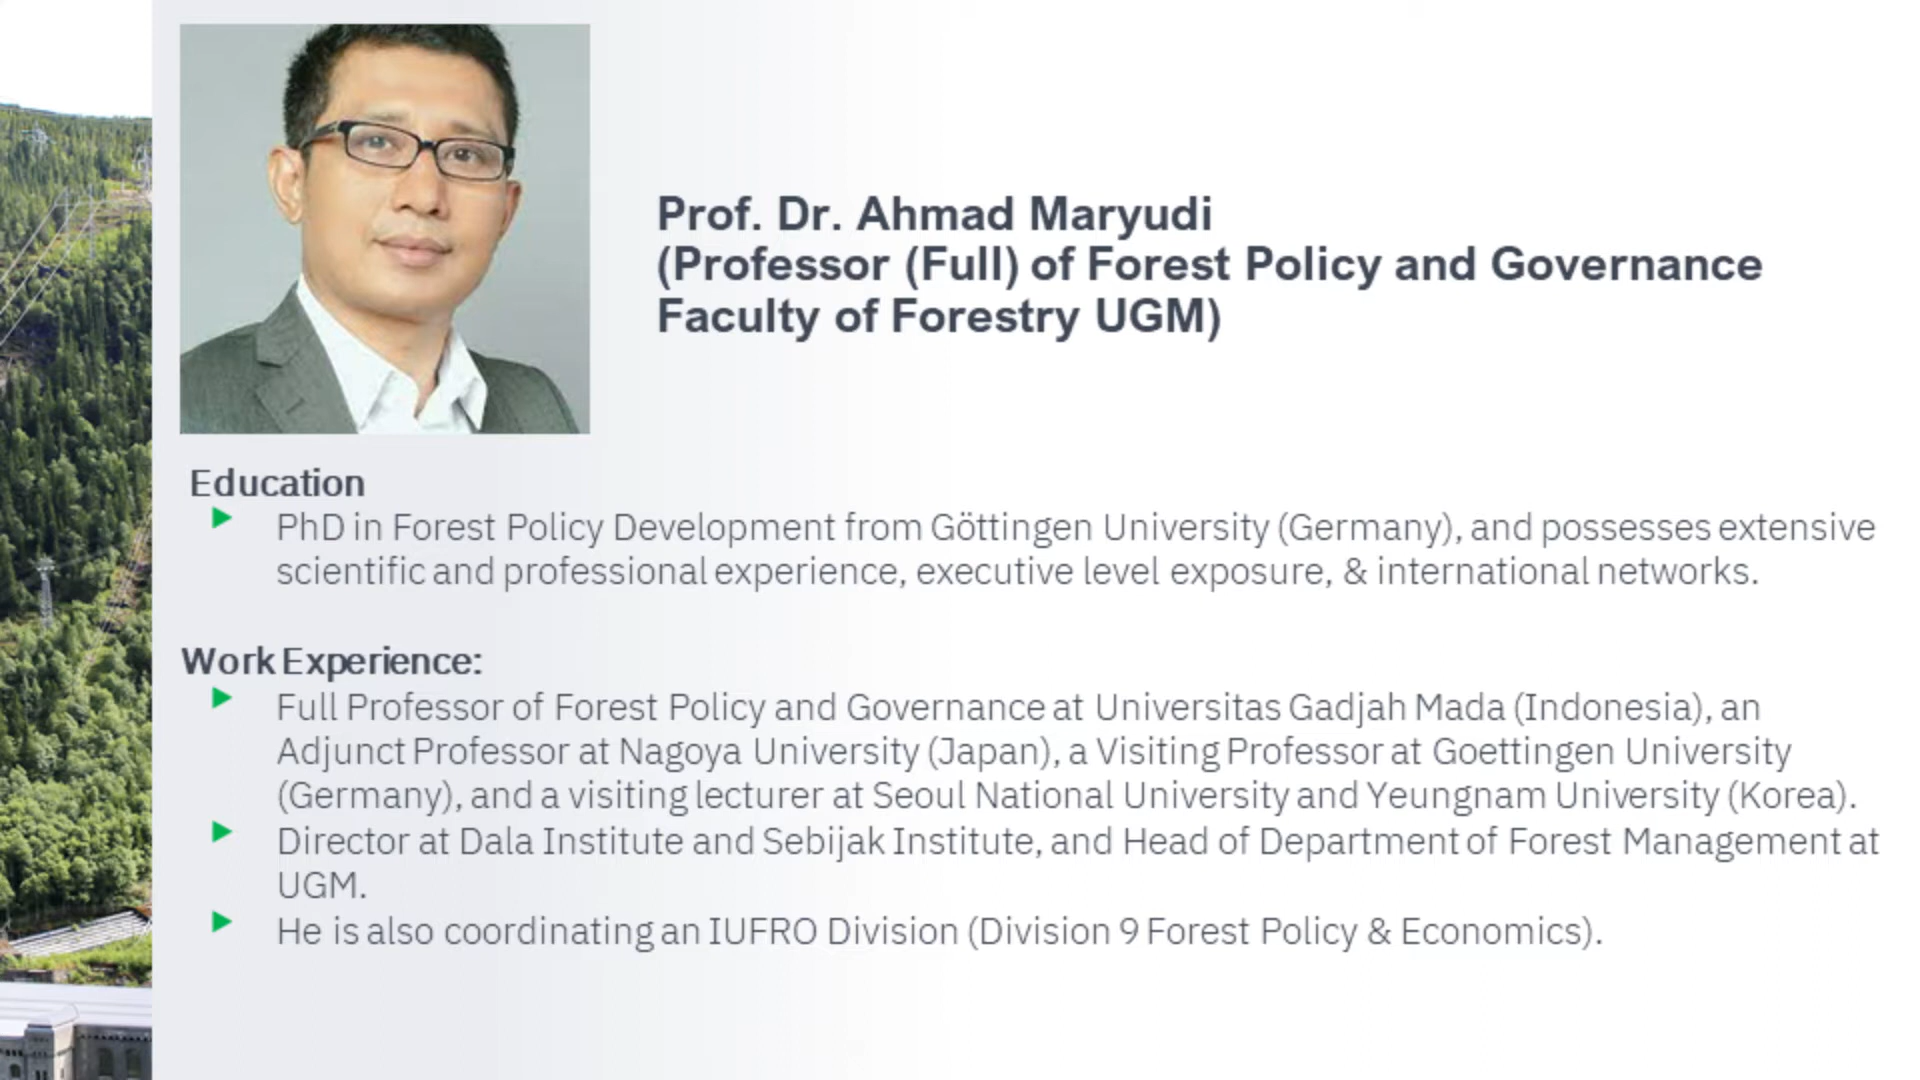 Prof. Dr. Ahmad Maryudi
(Professor (Full) of Forest Policy and Governance
Faculty of Forestry UGM)
Education
PhD in Forest Policy Development from Göttingen University (Germany), and possesses extensive
scientific and professional experience, executive level exposure, & international networks.
Work Experience:
Full Professor of Forest Policy and Governance at Universitas Gadjah Mada (Indonesia), an
Adjunct Professor at Nagoya University (Japan), a Visiting Professor at Goettingen University
(Germany), and a visiting lecturer at Seoul National University and Yeungnam University (Korea).
Director at Dala Institute and Sebijak Institute, and Head of Department of Forest Management at
UGM.
He is also coordinating an IUFRO Division (Division 9 Forest Policy & Economics).